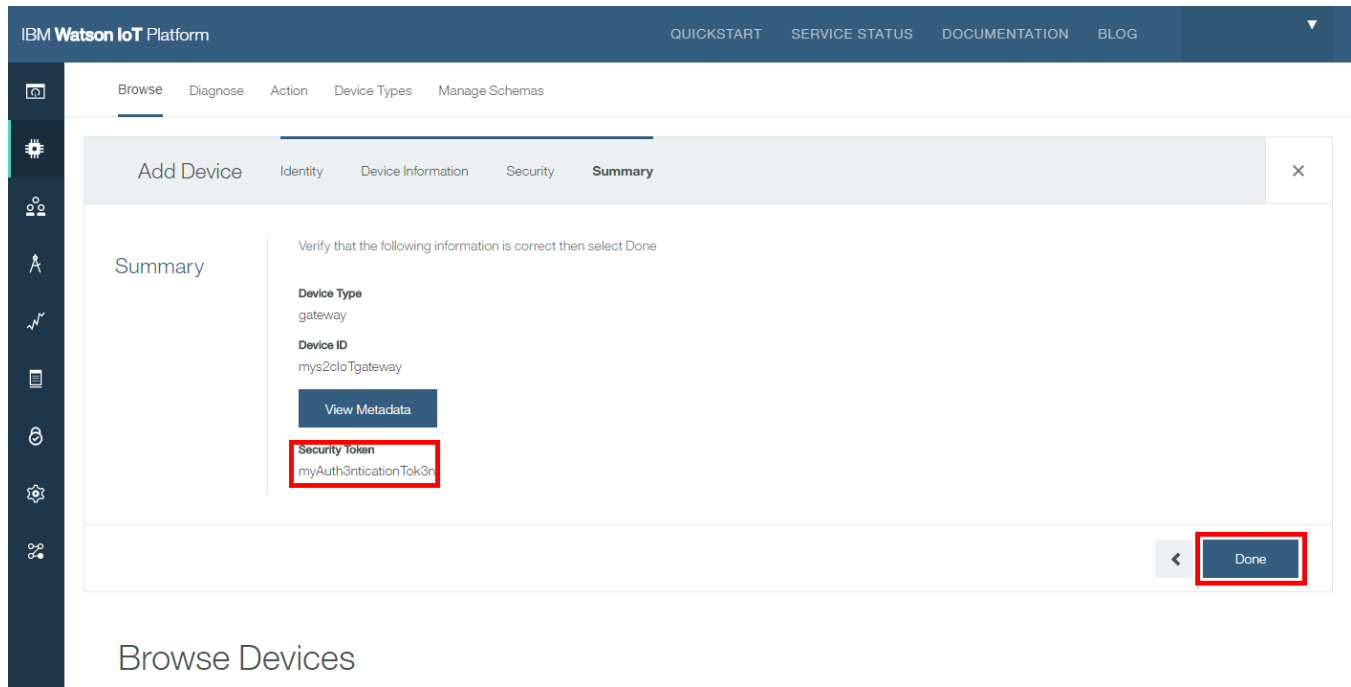 IBM Watson IoT Platform
QUICKSTART SERVICE STATUS DOCUMENTATION BLOG
Browse Diagnose Action Device Types Manage Schemas
Add Device Identity Device Information Security Summary
Summary
Verify that the following information is correct then select Done
Device Type
gateway
Device ID
mys2cIoTgateway
View Metadata
Security Token
myAuth3nticationTok3n
Done
Browse Devices